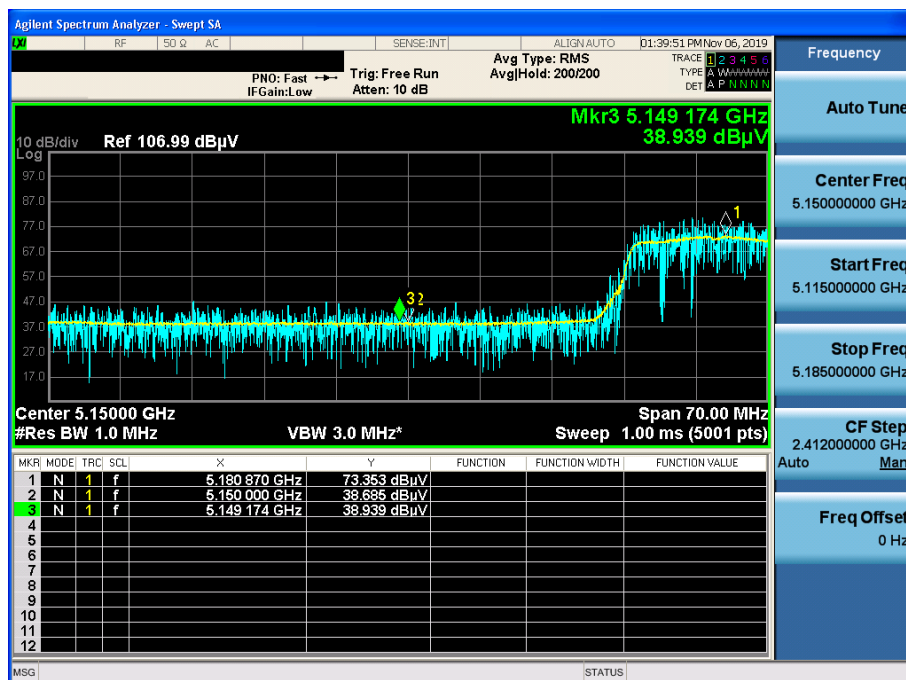 Agilent Spectrum Analyzer - Swept SA
LXI RF 50 Ω AC SENSE:INT ALIGNAUTO 01:39:51 PM Nov 06, 2019
PNO: Fast Trig: Free Run Avg Type: RMS TRACE 1 2 3 4 5 6
IFGain:Low Atten: 10 dB Avg|Hold: 200/200 TYPE A WWWWWW
DET A P N N N N
Mkr3 5.149 174 GHz
38.939 dBµV
10 dB/div Ref 106.99 dBµV
Log
97.0
87.0
77.0
67.0
57.0
47.0
37.0
27.0
17.0
1
3 2
Center 5.15000 GHz Span 70.00 MHz
#Res BW 1.0 MHz VBW 3.0 MHz* Sweep 1.00 ms (5001 pts)
MKR MODE TRC SCL X Y FUNCTION FUNCTION WIDTH FUNCTION VALUE
1 N 1 f 5.180 870 GHz 73.353 dBµV
2 N 1 f 5.150 000 GHz 38.685 dBµV
3 N 1 f 5.149 174 GHz 38.939 dBµV
4
5
6
7
8
9
10
11
12
MSG STATUS
Frequency
Auto Tune
Center Freq
5.150000000 GHz
Start Freq
5.115000000 GHz
Stop Freq
5.185000000 GHz
CF Step
2.412000000 GHz
Auto Man
Freq Offset
0 Hz